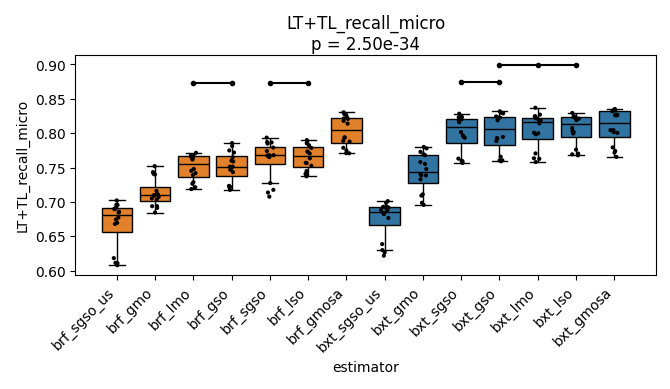 LT+TL_recall_micro
p = 2.50e-34
LT+TL_recall_micro
0.90
0.85
0.80
0.75
0.70
0.65
0.60
brf_sgso_us
brf_gmo
brf_lmo
brf_gso
brf_sgso
brf_lso
brf_gmosa
bxt_sgso_us
bxt_gmo
bxt_sgso
bxt_gso
bxt_lmo
bxt_lso
bxt_gmosa
estimator